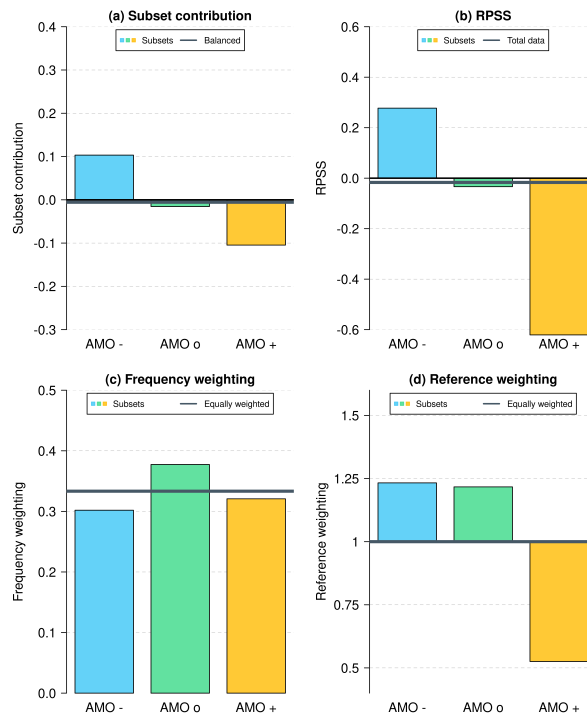 (a) Subset contribution
Subsets
Balanced
Subset contribution
0.4
0.3
0.2
0.1
0.0
-0.1
-0.2
-0.3
AMO -
AMO o
AMO +
(b) RPSS
Subsets
Total data
RPSS
0.6
0.4
0.2
0.0
-0.2
-0.4
-0.6
AMO -
AMO o
AMO +
(c) Frequency weighting
Subsets
Equally weighted
Frequency weighting
0.5
0.4
0.3
0.2
0.1
0.0
AMO -
AMO o
AMO +
(d) Reference weighting
Subsets
Equally weighted
Reference weighting
1.5
1.25
1
0.75
0.5
AMO -
AMO o
AMO +